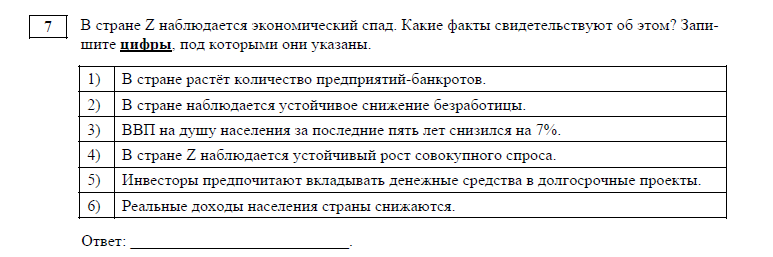 7
В стране Z наблюдается экономический спад. Какие факты свидетельствуют об этом? Запи-
шите цифры, под которыми они указаны.
1) В стране растёт количество предприятий-банкротов.
2) В стране наблюдается устойчивое снижение безработицы.
3) ВВП на душу населения за последние пять лет снизился на 7%.
4) В стране Z наблюдается устойчивый рост совокупного спроса.
5) Инвесторы предпочитают вкладывать денежные средства в долгосрочные проекты.
6) Реальные доходы населения страны снижаются.
Ответ: ____________________________.